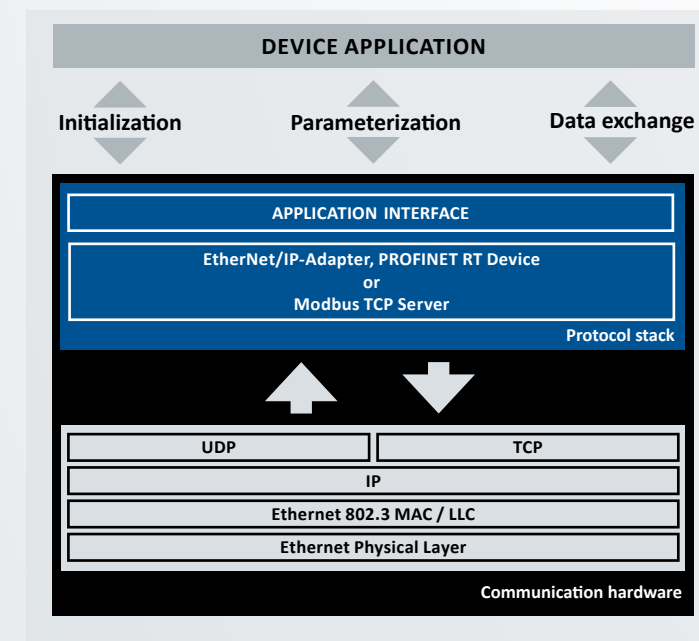 DEVICE APPLICATION
Initialization
Parameterization
Data exchange
APPLICATION INTERFACE
EtherNet/IP-Adapter, PROFINET RT Device
or
Modbus TCP Server
Protocol stack
UDP
TCP
IP
Ethernet 802.3 MAC / LLC
Ethernet Physical Layer
Communication hardware